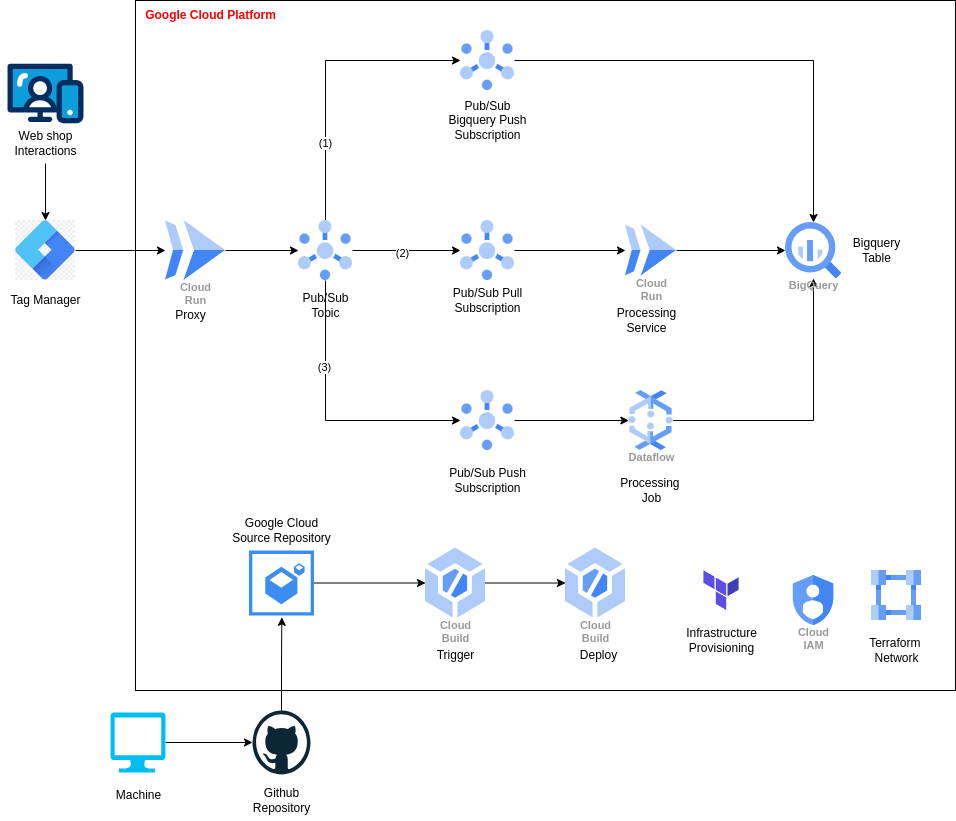 Google Cloud Platform
Pub/Sub
Bigquery Push
Subscription
Web shop
Interactions
(1)
Tag Manager
Cloud
Run
Proxy
Pub/Sub
Topic
(2)
Pub/Sub Pull
Subscription
Cloud
Run
Processing
Service
BigQuery
Bigquery
Table
(3)
Pub/Sub Push
Subscription
Dataflow
Processing
Job
Google Cloud
Source Repository
Cloud
Build
Trigger
Cloud
Build
Deploy
Infrastructure
Provisioning
Cloud
IAM
Terraform
Network
Machine
Github
Repository